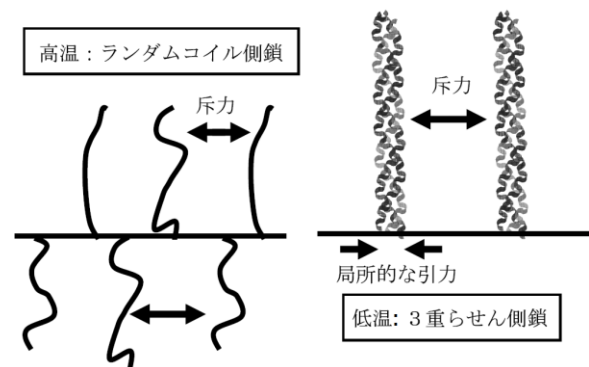 高温：ランダムコイル側鎖
斥力
斥力
局所的な引力
低温: ３重らせん側鎖